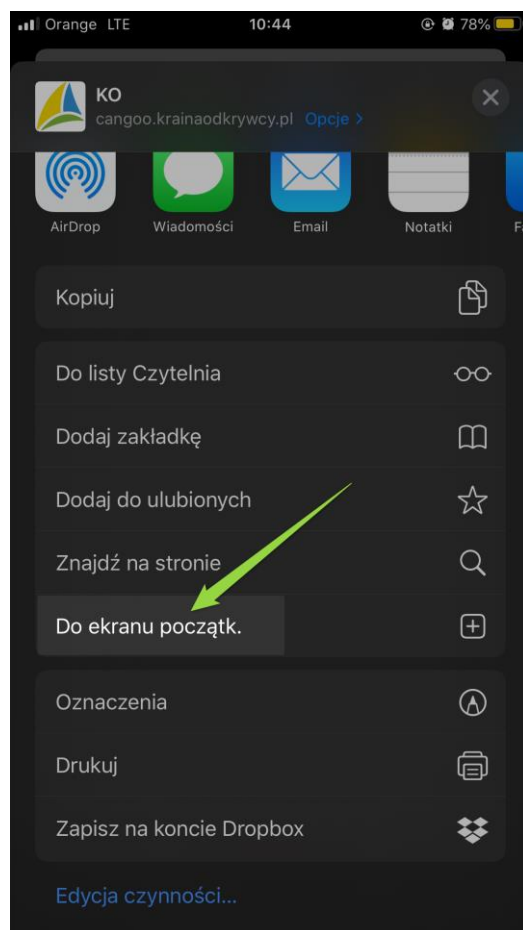 Orange LTE 10:44 78%
KO
cangoo.krainaodkrywcy.pl Opcje >
AirDrop Wiadomości Email Notatki
Kopiuj
Do listy Czytelnia
Dodaj zakładkę
Dodaj do ulubionych
Znajdź na stronie
Do ekranu początk.
Oznaczenia
Drukuj
Zapisz na koncie Dropbox
Edycja czynności...